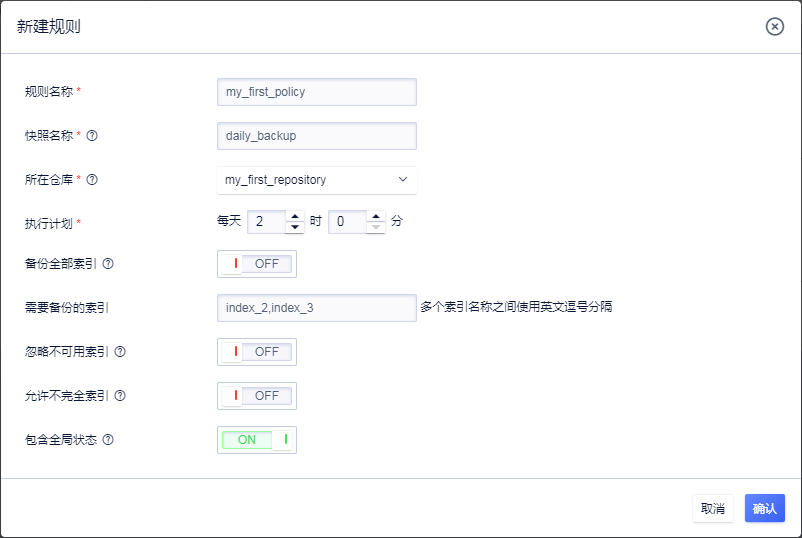 新建规则
规则名称 * my_first_policy
快照名称 * daily_backup
所在仓库 * my_first_repository
执行计划 * 每天 2 时 0 分
备份全部索引 OFF
需要备份的索引 index_2,index_3 多个索引名称之间使用英文逗号分隔
忽略不可用索引 OFF
允许不完全索引 OFF
包含全局状态 ON
取消 确认